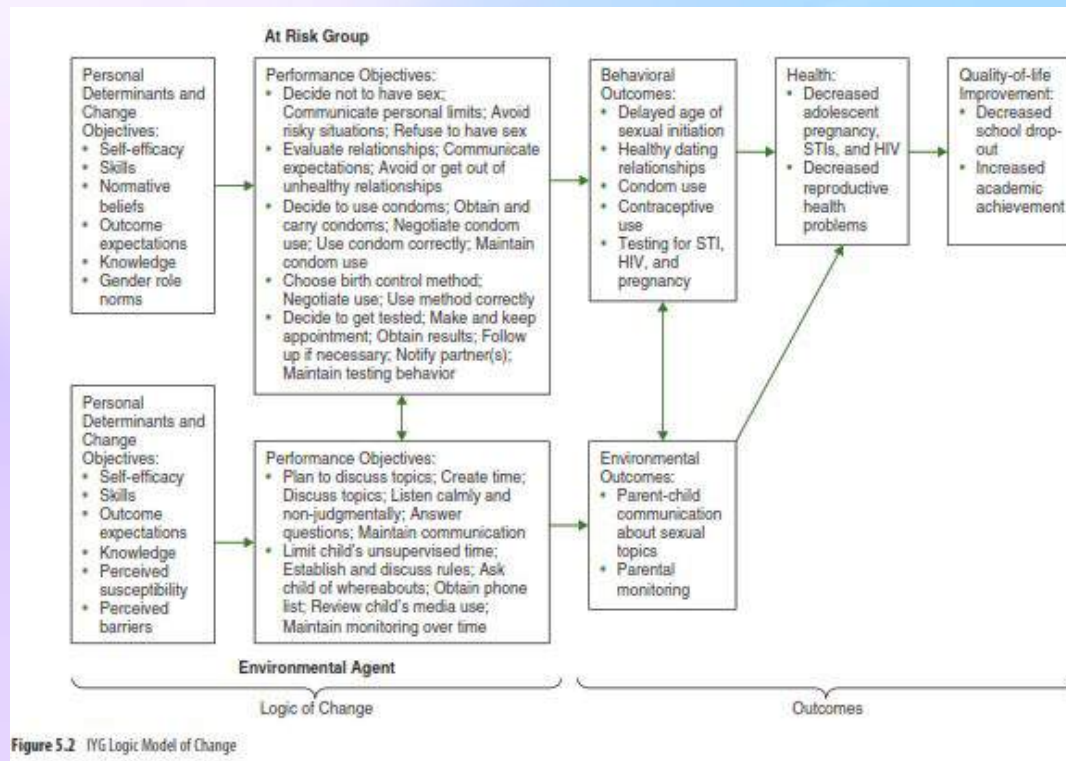 At Risk Group
Personal
Determinants and
Change
Objectives:
• Self-efficacy
• Skills
• Normative
beliefs
• Outcome
expectations
• Knowledge
• Gender role
norms
Performance Objectives:
• Decide not to have sex;
Communicate personal limits; Avoid
risky situations; Refuse to have sex
• Evaluate relationships; Communicate
expectations; Avoid or get out of
unhealthy relationships
• Decide to use condoms; Obtain and
carry condoms; Negotiate condom
use; Use condom correctly; Maintain
condom use
• Choose birth control method;
Negotiate use; Use method correctly
• Decide to get tested; Make and keep
appointment; Obtain results; Follow
up if necessary; Notify partner(s);
Maintain testing behavior
Behavioral
Outcomes:
• Delayed age of
sexual initiation
• Healthy dating
relationships
• Condom use
• Contraceptive
use
• Testing for STI,
HIV, and
pregnancy
Health:
• Decreased
adolescent
pregnancy,
STIs, and HIV
• Decreased
reproductive
health
problems
Quality-of-life
Improvement:
• Decreased
school drop-
out
• Increased
academic
achievement
Personal
Determinants and
Change
Objectives:
• Self-efficacy
• Skills
• Outcome
expectations
• Knowledge
• Perceived
susceptibility
• Perceived
barriers
Performance Objectives:
• Plan to discuss topics; Create time;
Discuss topics; Listen calmly and
non-judgmentally; Answer
questions; Maintain communication
• Limit child's unsupervised time;
Establish and discuss rules; Ask
child of whereabouts; Obtain phone
list; Review child's media use;
Maintain monitoring over time
Environmental
Outcomes:
• Parent-child
communication
about sexual
topics
• Parental
monitoring
Environmental Agent
Logic of Change
Outcomes
Figure 5.2 IYG Logic Model of Change